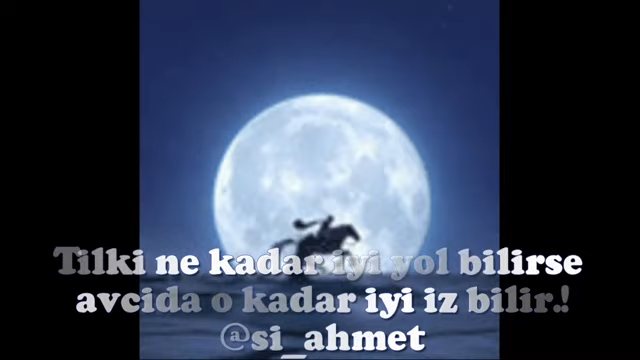 Tilki ne kadar iyi yol bilirse
avcida o kadar iyi iz bilir.!
@si_ahmet